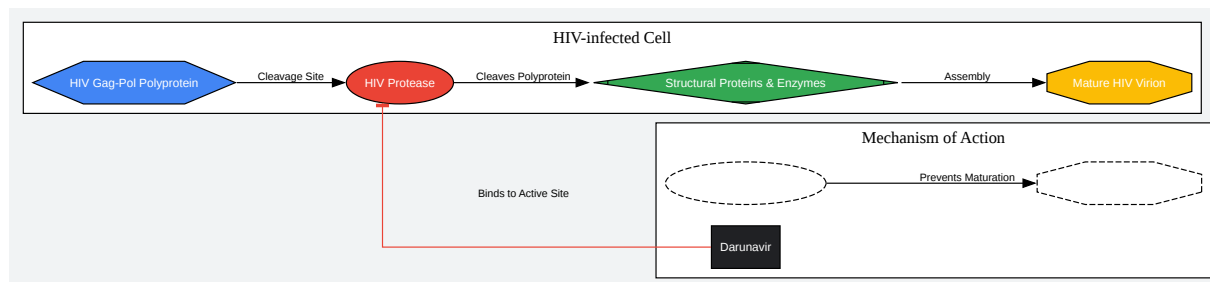 HIV-infected Cell
HIV Gag-Pol Polyprotein
Cleavage Site
HIV Protease
Cleaves Polyprotein
Structural Proteins & Enzymes
Assembly
Mature HIV Virion
Mechanism of Action
Prevents Maturation
Binds to Active Site
Darunavir